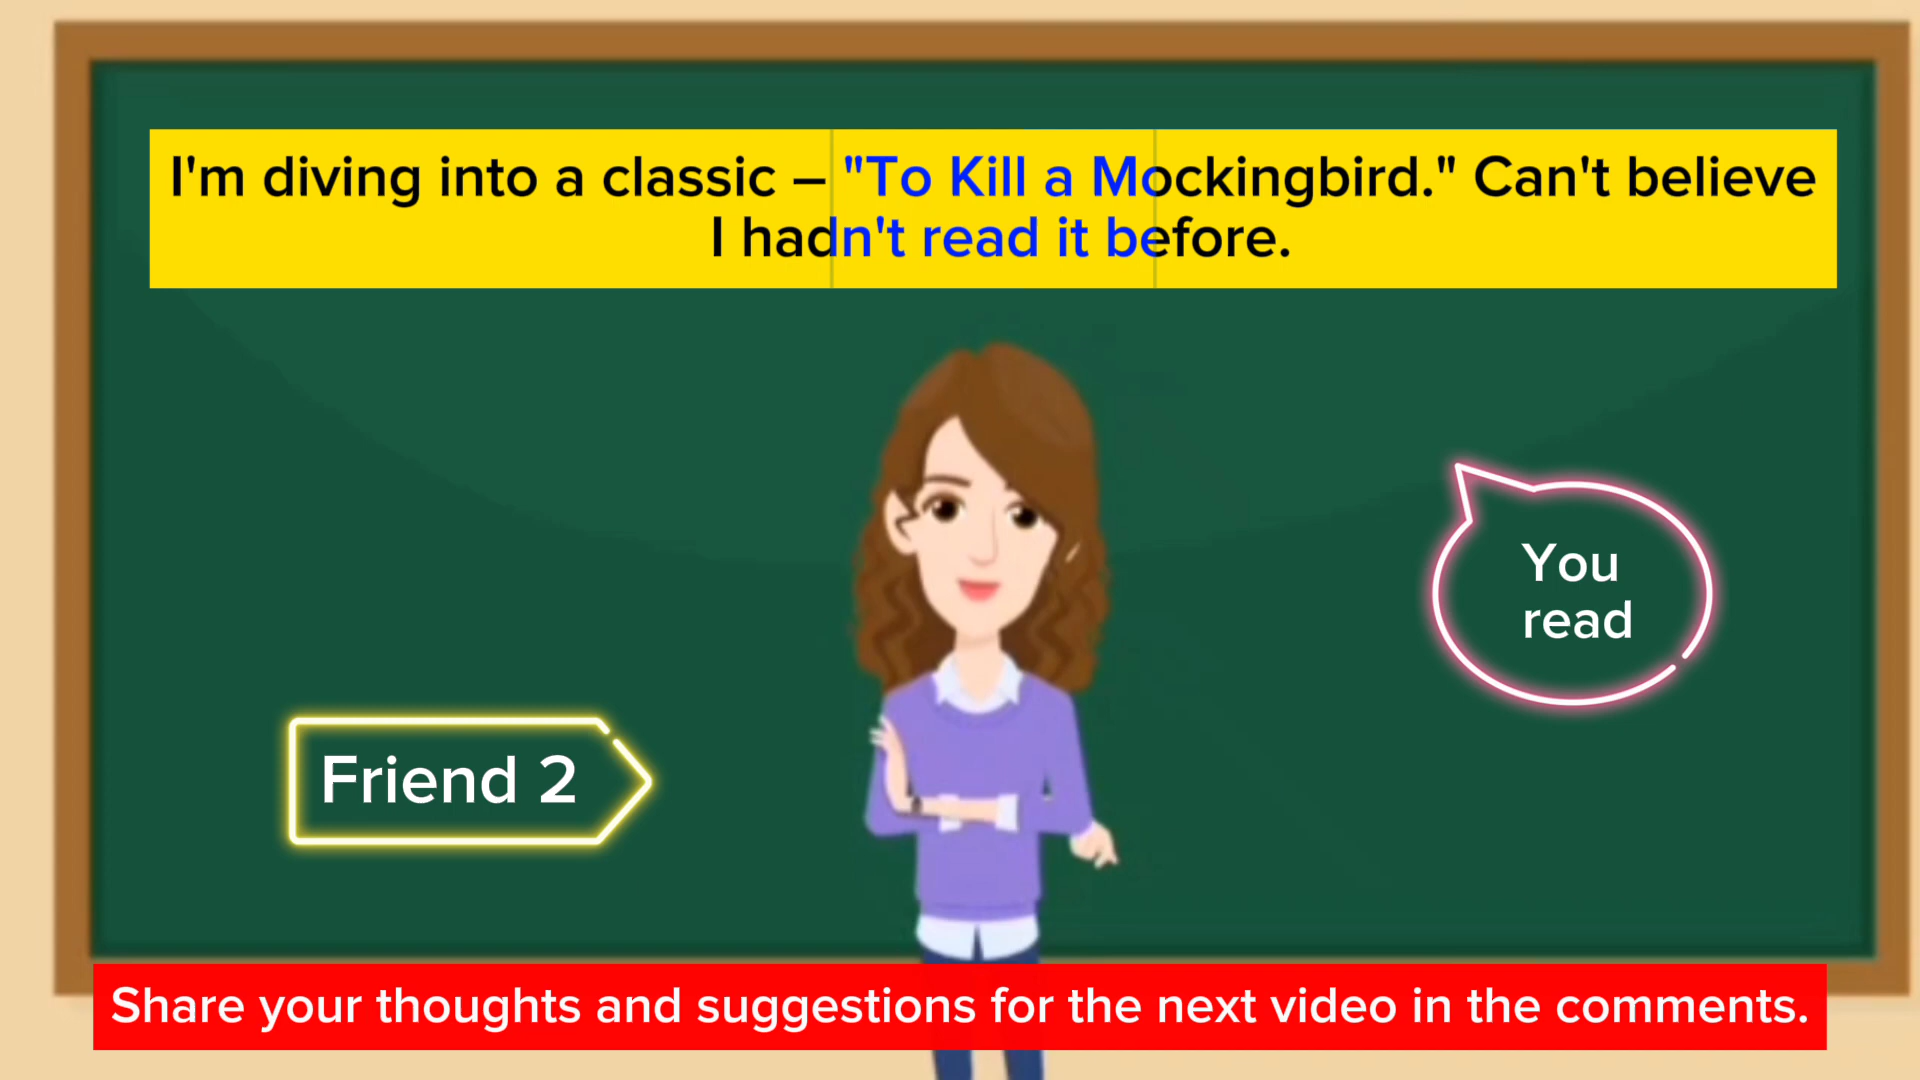 I'm diving into a classic – "To Kill a Mockingbird." Can't believe
I hadn't read it before.
You
read
Friend 2
Share your thoughts and suggestions for the next video in the comments.